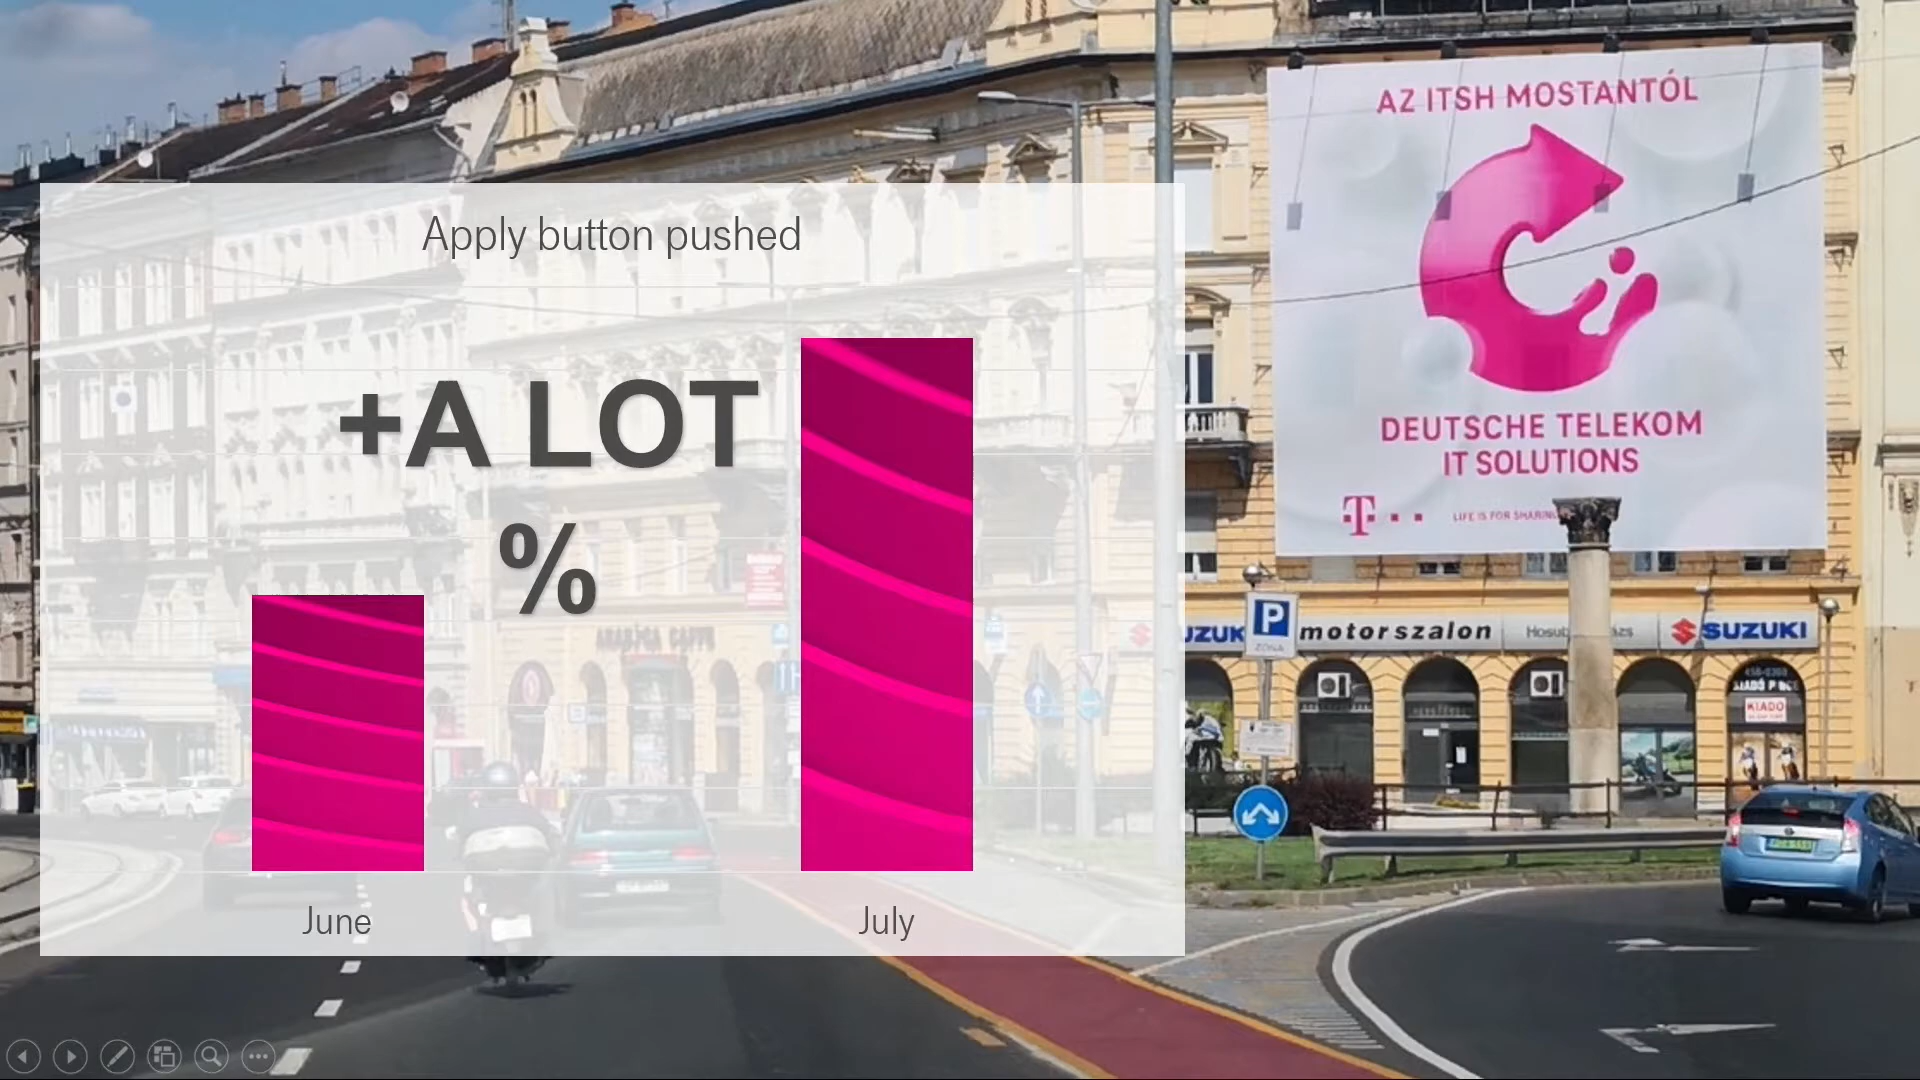 Apply button pushed
+A LOT
%
June
July
AZ ITSH MOSTANTÓL
DEUTSCHE TELEKOM
IT SOLUTIONS
T
LIFE IS FOR SHARING
P
ZÓNA
motorszalon
SUZUKI
KIADÓ